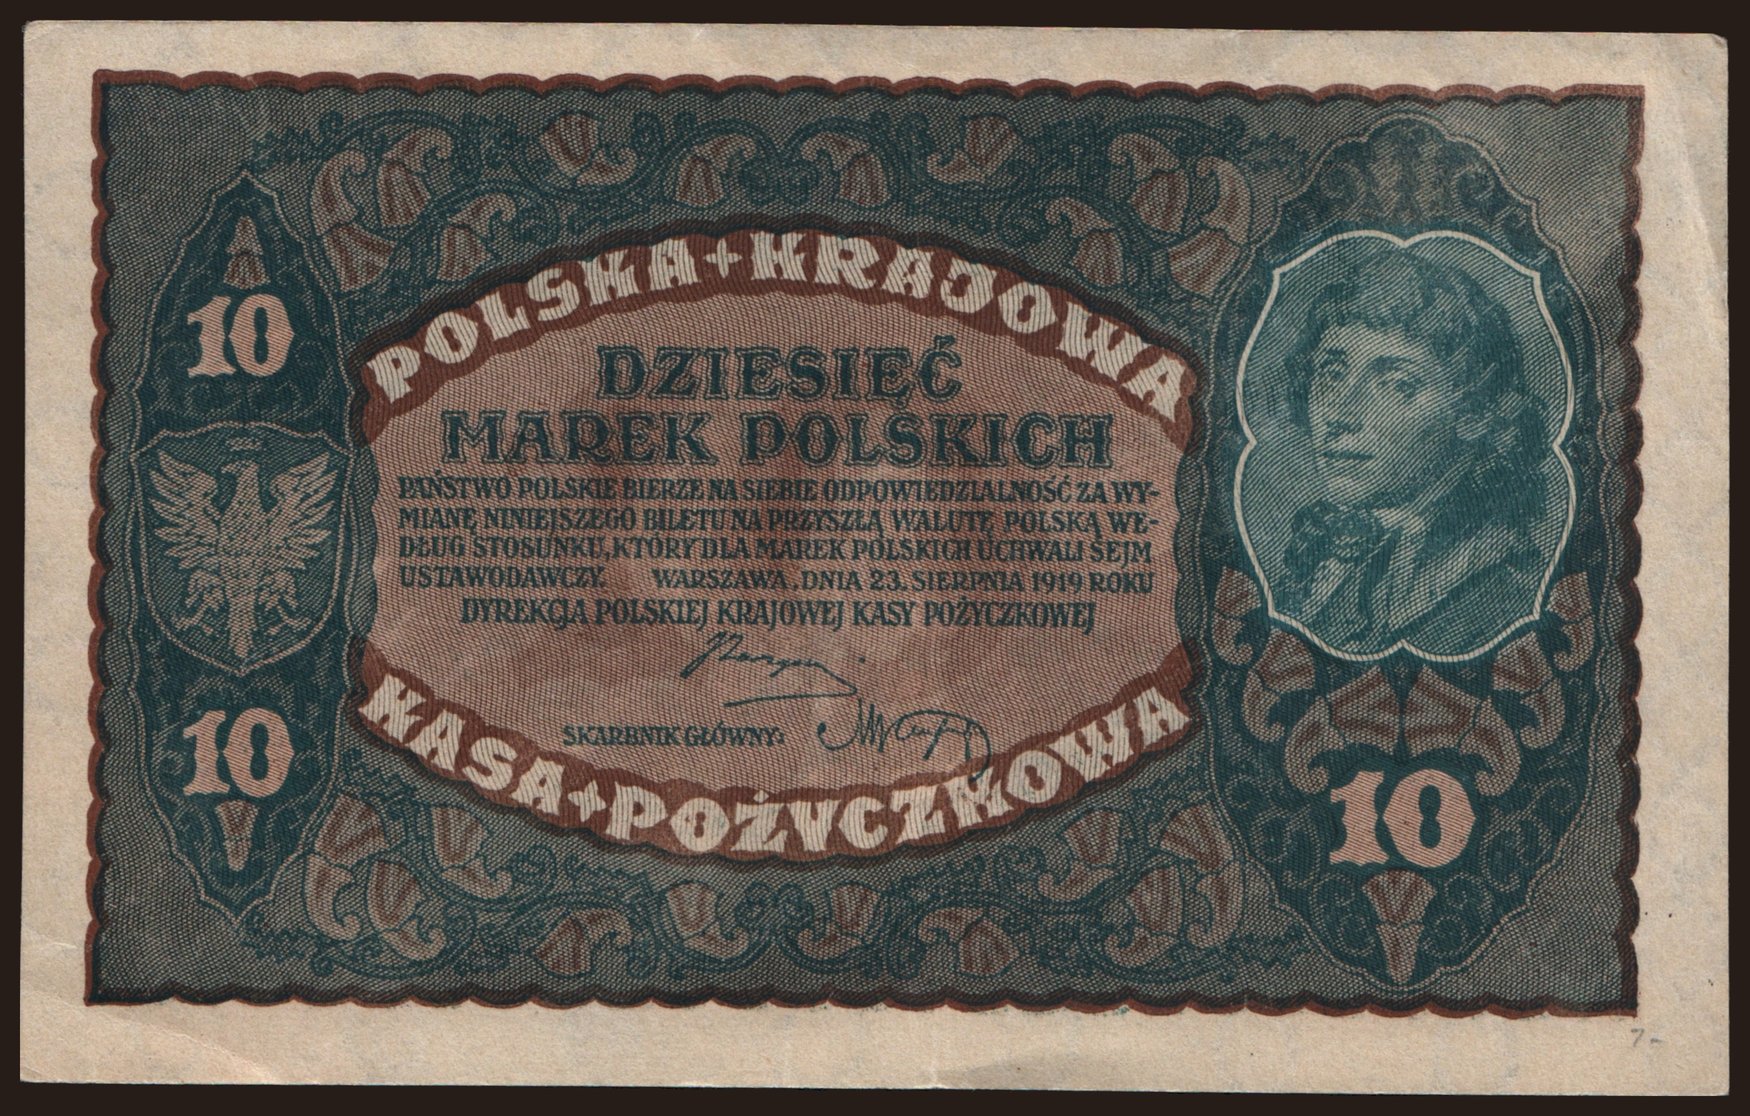 POLSKA + KRAJOWA
10
DZIESIĘĆ
MAREK POLSKICH
PAŃSTWO POLSKIE BIERZE NA SIEBIE ODPOWIEDZIALNOŚĆ ZA WY-
MIANĘ NINIEJSZEGO BILETU NA PRZYSZŁĄ WALUTĘ POLSKĄ WE-
DŁUG STOSUNKU, KTÓRY DLA MAREK POLSKICH UCHWALI SEJM
USTAWODAWCZY. WARSZAWA, DNIA 23. SIERPNIA 1919 ROKU
DYREKCJA POLSKIEJ KRAJOWEJ KASY POŻYCZKOWEJ
SKARBNIK GŁÓWNY:
KASA + POŻYCZKOWA
10
10
7-